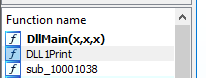 Function name
f DllMain(x,x,x)
f DLL1Print
f sub_10001038